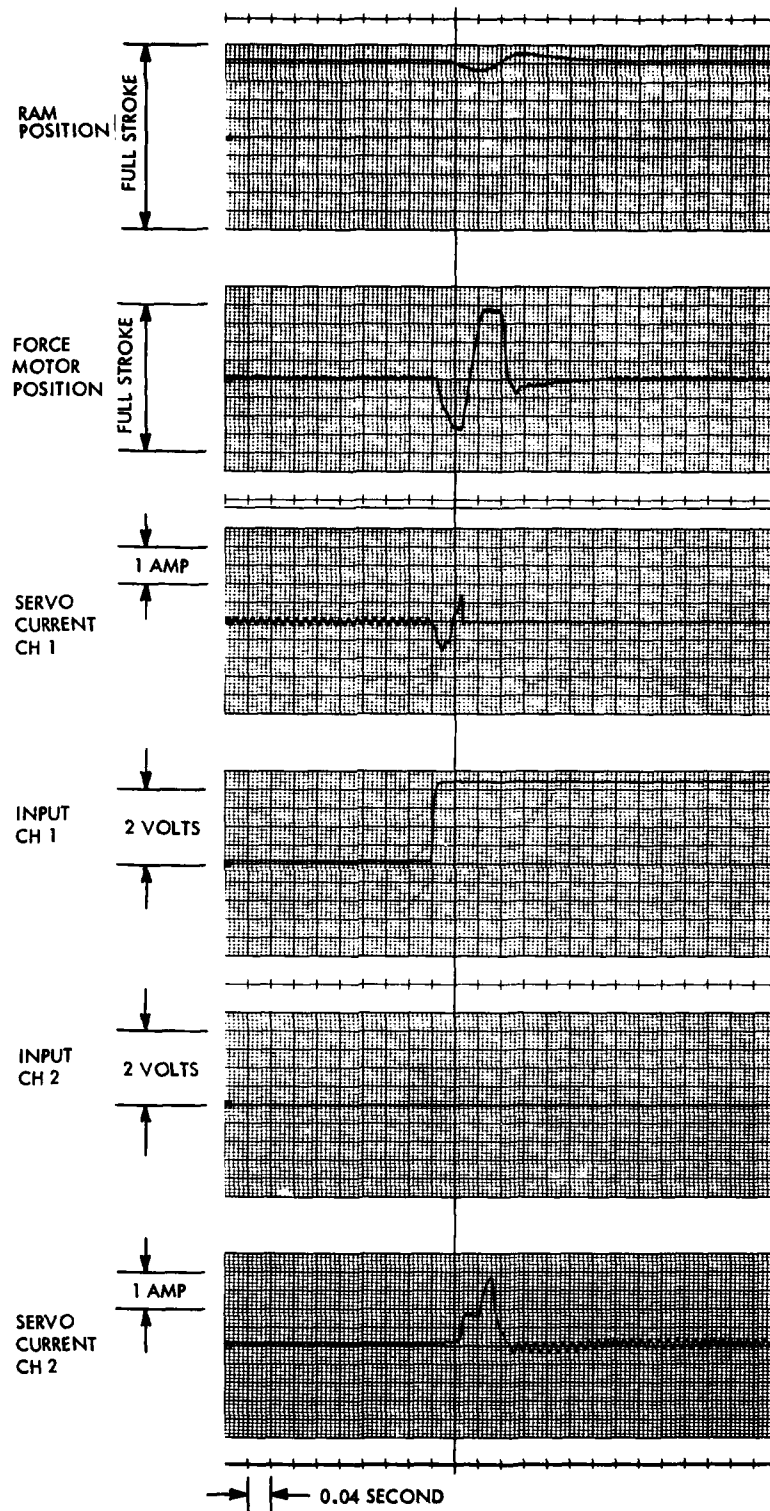 RAM
POSITION
FULL STROKE
FORCE
MOTOR
POSITION
FULL STROKE
1 AMP
SERVO
CURRENT
CH 1
INPUT
CH 1
2 VOLTS
INPUT
CH 2
2 VOLTS
1 AMP
SERVO
CURRENT
CH 2
0.04 SECOND